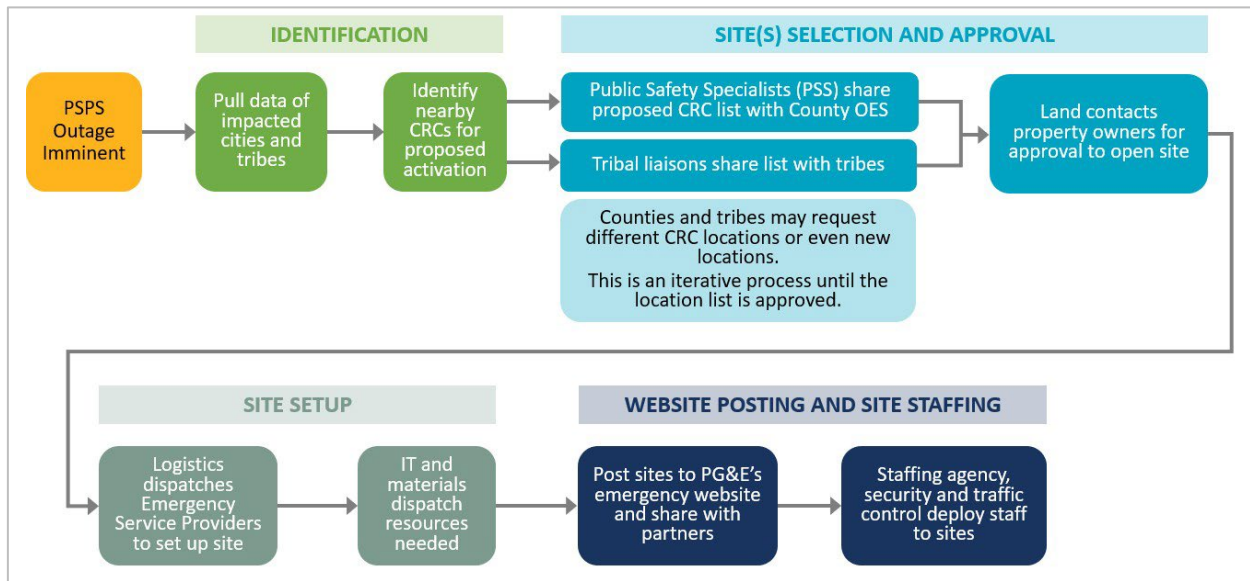 IDENTIFICATION
SITE(S) SELECTION AND APPROVAL
PSPS
Outage
Imminent
Pull data of
impacted
cities and
tribes
Identify
nearby
CRCs for
proposed
activation
Public Safety Specialists (PSS) share
proposed CRC list with County OES
Tribal liaisons share list with tribes
Counties and tribes may request
different CRC locations or even new
locations.
This is an iterative process until the
location list is approved.
Land contacts
property owners for
approval to open site
SITE SETUP
WEBSITE POSTING AND SITE STAFFING
Logistics
dispatches
Emergency
Service Providers
to set up site
IT and
materials
dispatch
resources
needed
Post sites to PG&E's
emergency website
and share with
partners
Staffing agency,
security and traffic
control deploy staff
to sites